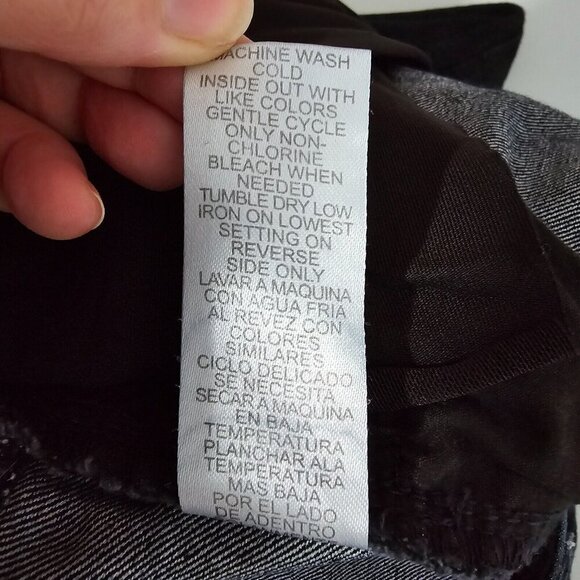 MACHINE WASH
COLD
INSIDE OUT WITH
LIKE COLORS
GENTLE CYCLE
ONLY NON-
CHLORINE
BLEACH WHEN
NEEDED
TUMBLE DRY LOW
IRON ON LOWEST
SETTING ON
REVERSE
SIDE ONLY
LAVAR A MAQUINA
CON AGUA FRIA
AL REVEZ CON
COLORES
SIMILARES
CICLO DELICADO
SE NECESITA
SECAR A MAQUINA
EN BAJA
TEMPERATURA
PLANCHAR ALA
TEMPERATURA
MAS BAJA
POR EL LADO
DE ADENTRO